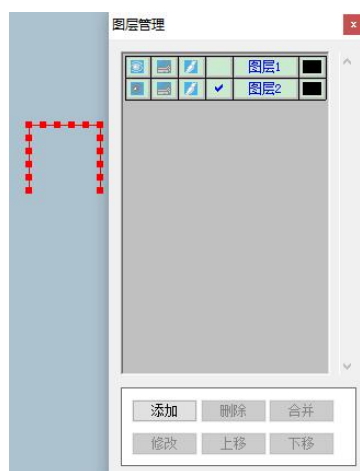 图层管理
x
图层1
图层2
添加 删除 合并
修改 上移 下移